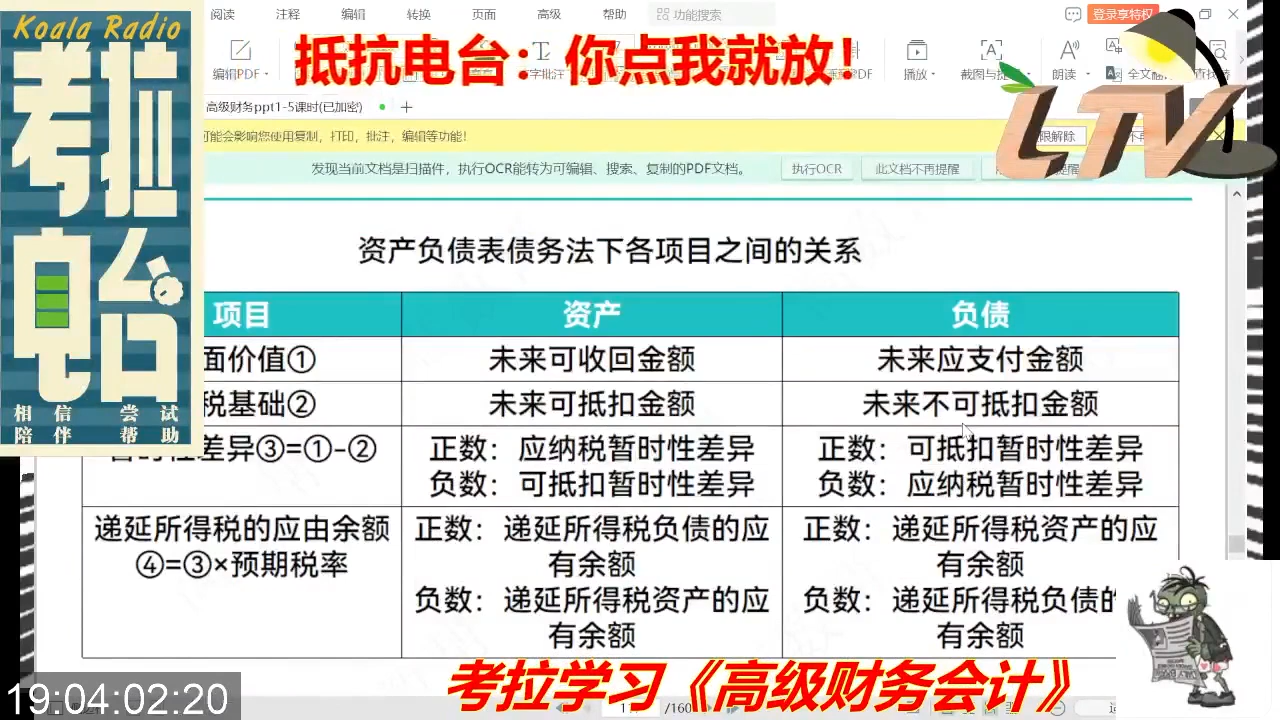 Koala Radio
考拉
电台
相信 尝试
陪伴 帮助
抵抗电台：你点我就放！
阅读 注释 编辑 转换 页面 高级 帮助 功能搜索 登录享特权
编辑PDF 播放 朗读
高级财务ppt1-5课时(已加密)
可能会影响您使用复制，打印，批注，编辑等功能！
发现当前文档是扫描件，执行OCR能转为可编辑、搜索、复制的PDF文档。 执行OCR 此文档不再提醒
LTV
资产负债表债务法下各项目之间的关系
项目 资产 负债
面价值① 未来可收回金额 未来应支付金额
税基础② 未来可抵扣金额 未来不可抵扣金额
暂时性差异③=①-② 正数：应纳税暂时性差异 正数：可抵扣暂时性差异
负数：可抵扣暂时性差异 负数：应纳税暂时性差异
递延所得税的应由余额 正数：递延所得税负债的应 正数：递延所得税资产的应
④=③×预期税率 有余额 有余额
负数：递延所得税资产的应 负数：递延所得税负债的
有余额 有余额
考拉学习《高级财务会计》
19:04:02:20
/160